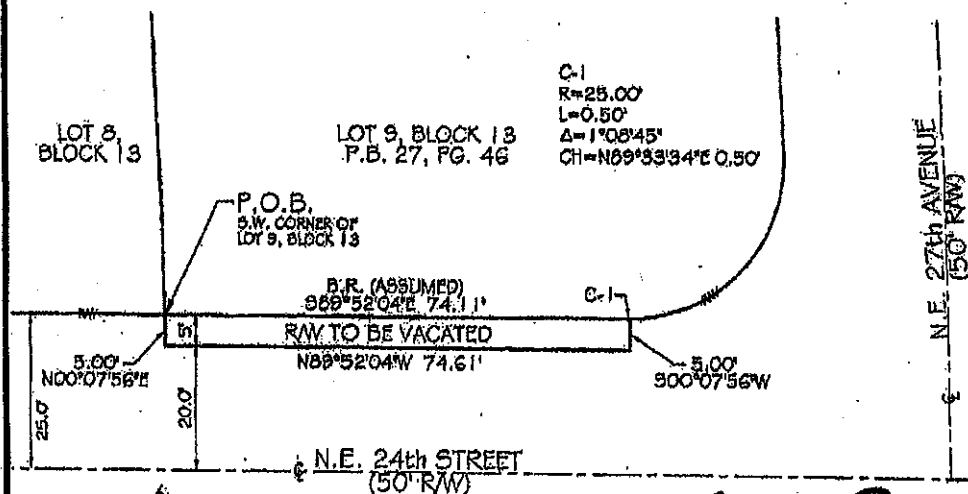 C-1
R=25.00'
L=0.50'
Δ=1°08'45"
CH=N89°33'34"E 0.50'
LOT 8,
BLOCK 13
LOT 9, BLOCK 13
P.B. 27, PG. 46
P.O.B.
S.W. CORNER OF
LOT 9, BLOCK 13
N.E. 27th AVENUE
(50' R/W)
B.R. (ASSUMED)
S89°52'04"E 74.11'
C-1
5'
R/W TO BE VACATED
N89°52'04"W 74.61'
5.00'
N00°07'56"E
5.00'
S00°07'56"W
25.0'
20.0'
N.E. 24th STREET
(50' R/W)